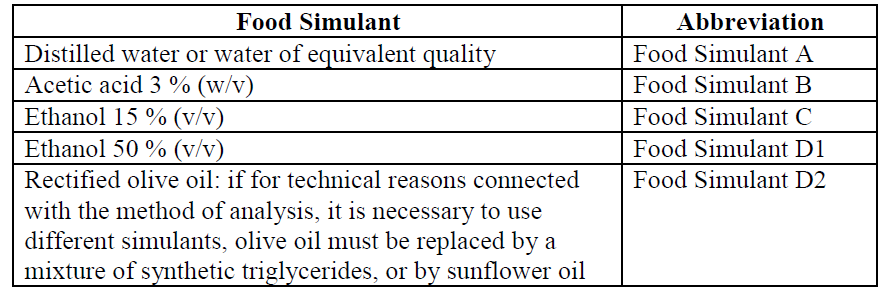 Food Simulant Abbreviation
Distilled water or water of equivalent quality Food Simulant A
Acetic acid 3 % (w/v) Food Simulant B
Ethanol 15 % (v/v) Food Simulant C
Ethanol 50 % (v/v) Food Simulant D1
Rectified olive oil: if for technical reasons connected Food Simulant D2
with the method of analysis, it is necessary to use
different simulants, olive oil must be replaced by a
mixture of synthetic triglycerides, or by sunflower oil